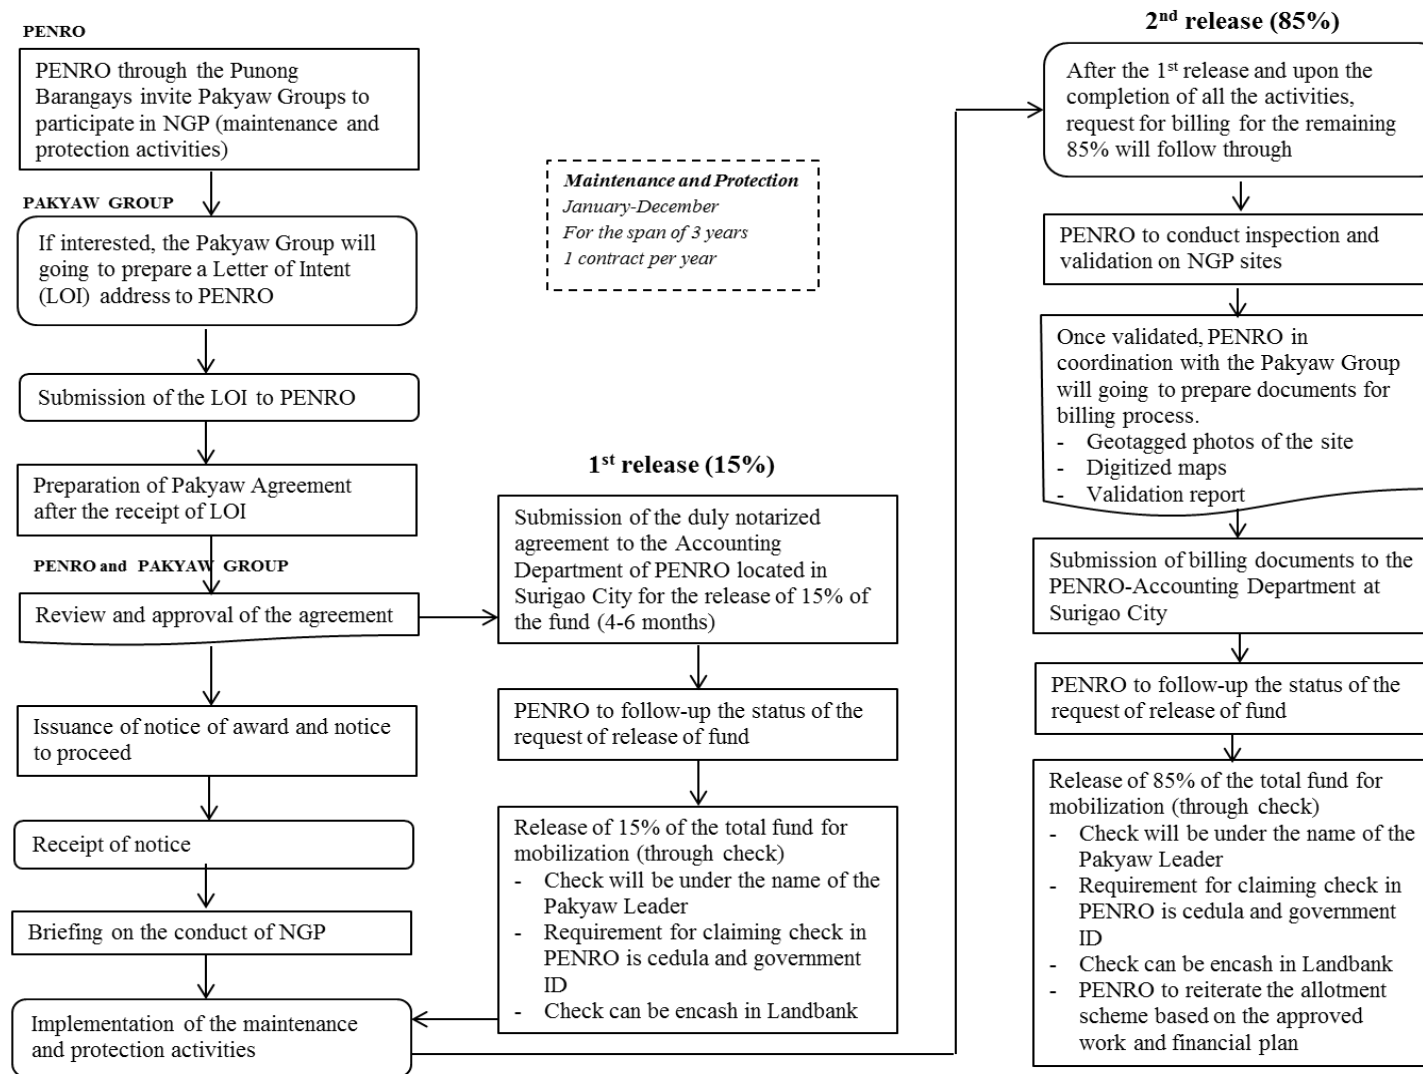 PENRO
PENRO through the Punong
Barangays invite Pakyaw Groups to
participate in NGP (maintenance and
protection activities)
PAKYAW GROUP
If interested, the Pakyaw Group will
going to prepare a Letter of Intent
(LOI) address to PENRO
Submission of the LOI to PENRO
Preparation of Pakyaw Agreement
after the receipt of LOI
PENRO and PAKYAW GROUP
Review and approval of the agreement
Issuance of notice of award and notice
to proceed
Receipt of notice
Briefing on the conduct of NGP
Implementation of the maintenance
and protection activities
Maintenance and Protection
January-December
For the span of 3 years
1 contract per year
1st release (15%)
Submission of the duly notarized
agreement to the Accounting
Department of PENRO located in
Surigao City for the release of 15% of
the fund (4-6 months)
PENRO to follow-up the status of the
request of release of fund
Release of 15% of the total fund for
mobilization (through check)
- Check will be under the name of the
Pakyaw Leader
- Requirement for claiming check in
PENRO is cedula and government
ID
- Check can be encash in Landbank
2nd release (85%)
After the 1st release and upon the
completion of all the activities,
request for billing for the remaining
85% will follow through
PENRO to conduct inspection and
validation on NGP sites
Once validated, PENRO in
coordination with the Pakyaw Group
will going to prepare documents for
billing process.
- Geotagged photos of the site
- Digitized maps
- Validation report
Submission of billing documents to the
PENRO-Accounting Department at
Surigao City
PENRO to follow-up the status of the
request of release of fund
Release of 85% of the total fund for
mobilization (through check)
- Check will be under the name of the
Pakyaw Leader
- Requirement for claiming check in
PENRO is cedula and government
ID
- Check can be encash in Landbank
- PENRO to reiterate the allotment
scheme based on the approved
work and financial plan